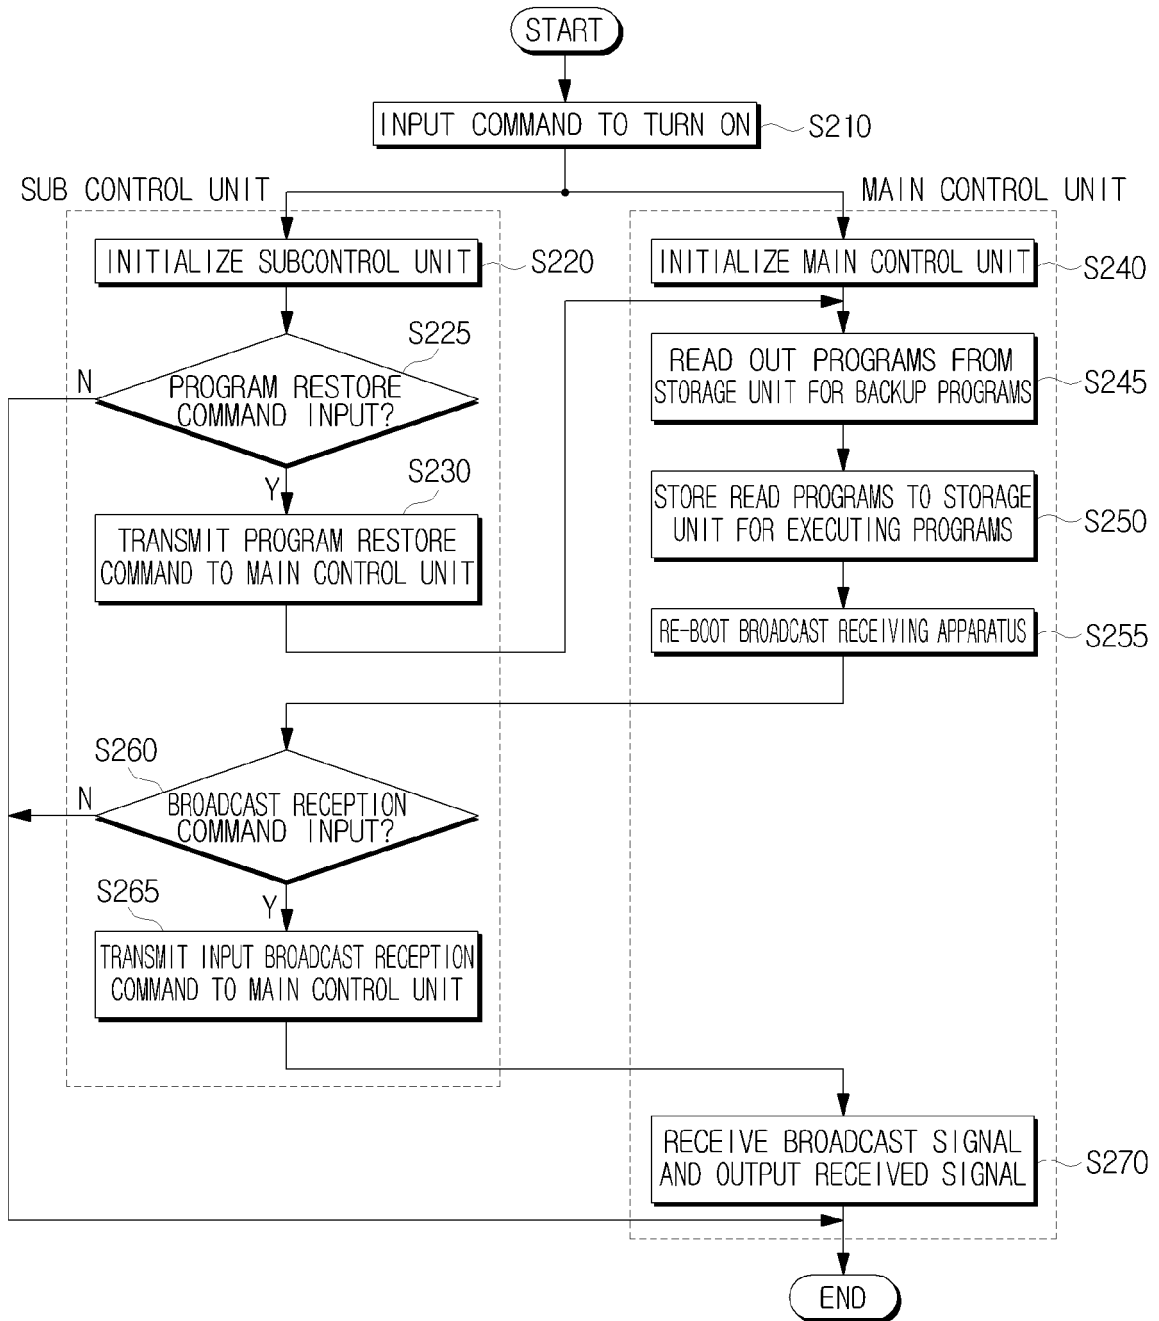 START
INPUT COMMAND TO TURN ON
S210
SUB CONTROL UNIT
MAIN CONTROL UNIT
INITIALIZE SUBCONTROL UNIT
S220
INITIALIZE MAIN CONTROL UNIT
S240
S225
N
PROGRAM RESTORE
COMMAND INPUT?
Y
READ OUT PROGRAMS FROM
STORAGE UNIT FOR BACKUP PROGRAMS
S245
S230
TRANSMIT PROGRAM RESTORE
COMMAND TO MAIN CONTROL UNIT
STORE READ PROGRAMS TO STORAGE
UNIT FOR EXECUTING PROGRAMS
S250
RE-BOOT BROADCAST RECEIVING APPARATUS
S255
S260
N
BROADCAST RECEPTION
COMMAND INPUT?
Y
S265
TRANSMIT INPUT BROADCAST RECEPTION
COMMAND TO MAIN CONTROL UNIT
RECEIVE BROADCAST SIGNAL
AND OUTPUT RECEIVED SIGNAL
S270
END